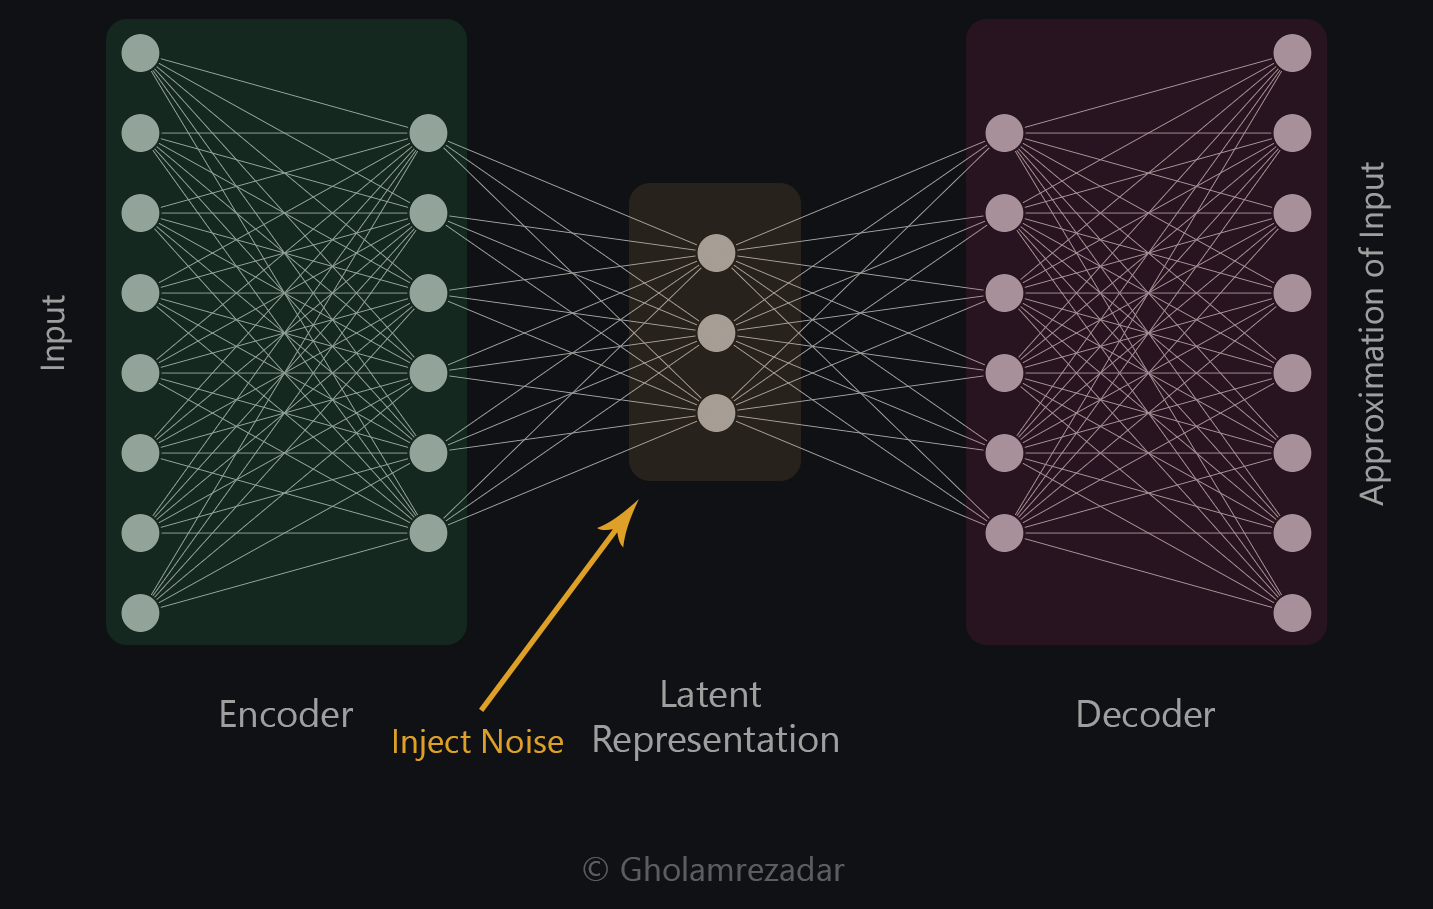 Input
Approximation of Input
Encoder
Inject Noise
Latent
Representation
Decoder
© Gholamrezadar